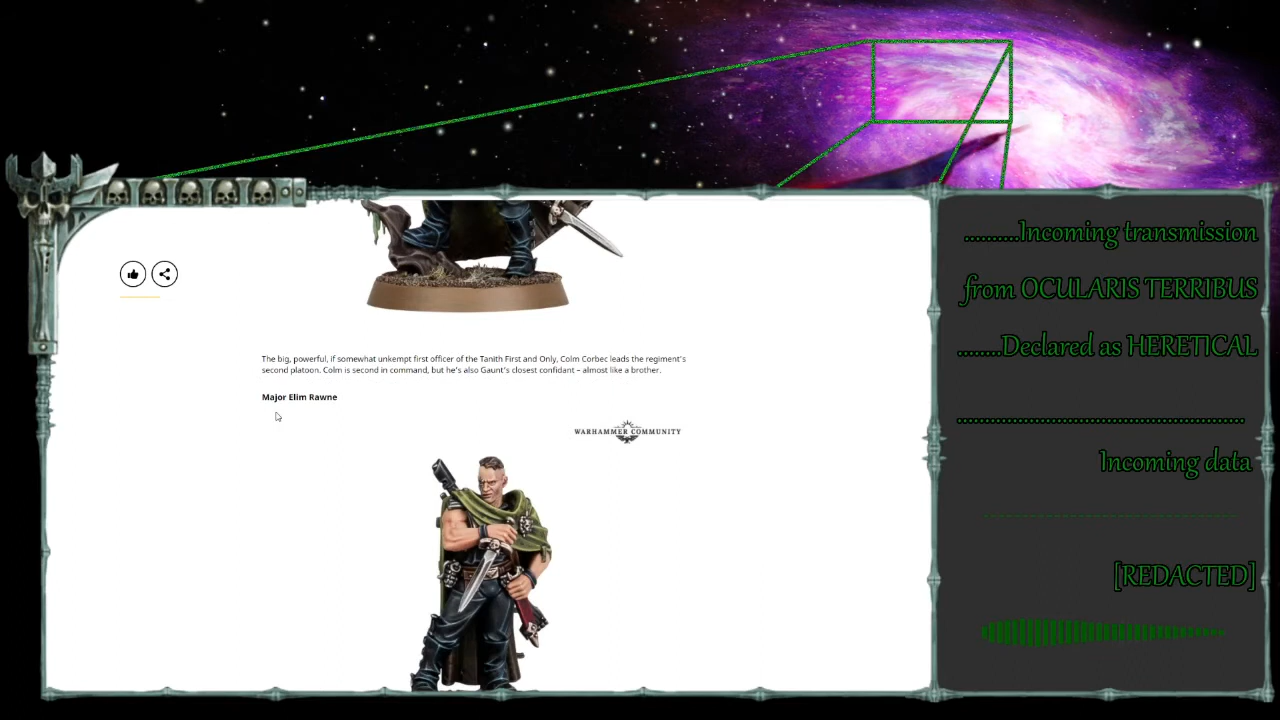 ..........Incoming transmission
from OCULARIS TERRIBUS
........Declared as HERETICAL
.....................................................
Incoming data
------------------------------------
[REDACTED]
The big, powerful, if somewhat unkempt first officer of the Tanith First and Only, Colm Corbec leads the regiment's
second platoon. Colm is second in command, but he's also Gaunt's closest confidant – almost like a brother.
Major Elim Rawne
WARHAMMER COMMUNITY